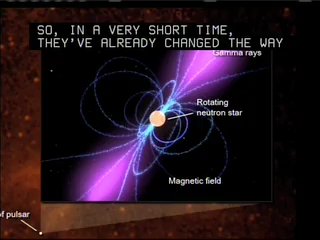 SO, IN A VERY SHORT TIME,
THEY'VE ALREADY CHANGED THE WAY
Gamma rays
Rotating
neutron star
Magnetic field
of pulsar